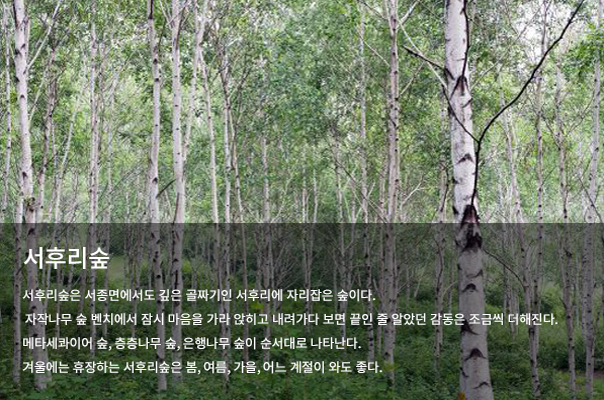 서후리숲
서후리숲은 서종면에서도 깊은 골짜기인 서후리에 자리잡은 숲이다.
자작나무 숲 벤치에서 잠시 마음을 가라 앉히고 내려가다 보면 끝인 줄 알았던 감동은 조금씩 더해진다.
메타세콰이어 숲, 층층나무 숲, 은행나무 숲이 순서대로 나타난다.
겨울에는 휴장하는 서후리숲은 봄, 여름, 가을, 어느 계절이 와도 좋다.